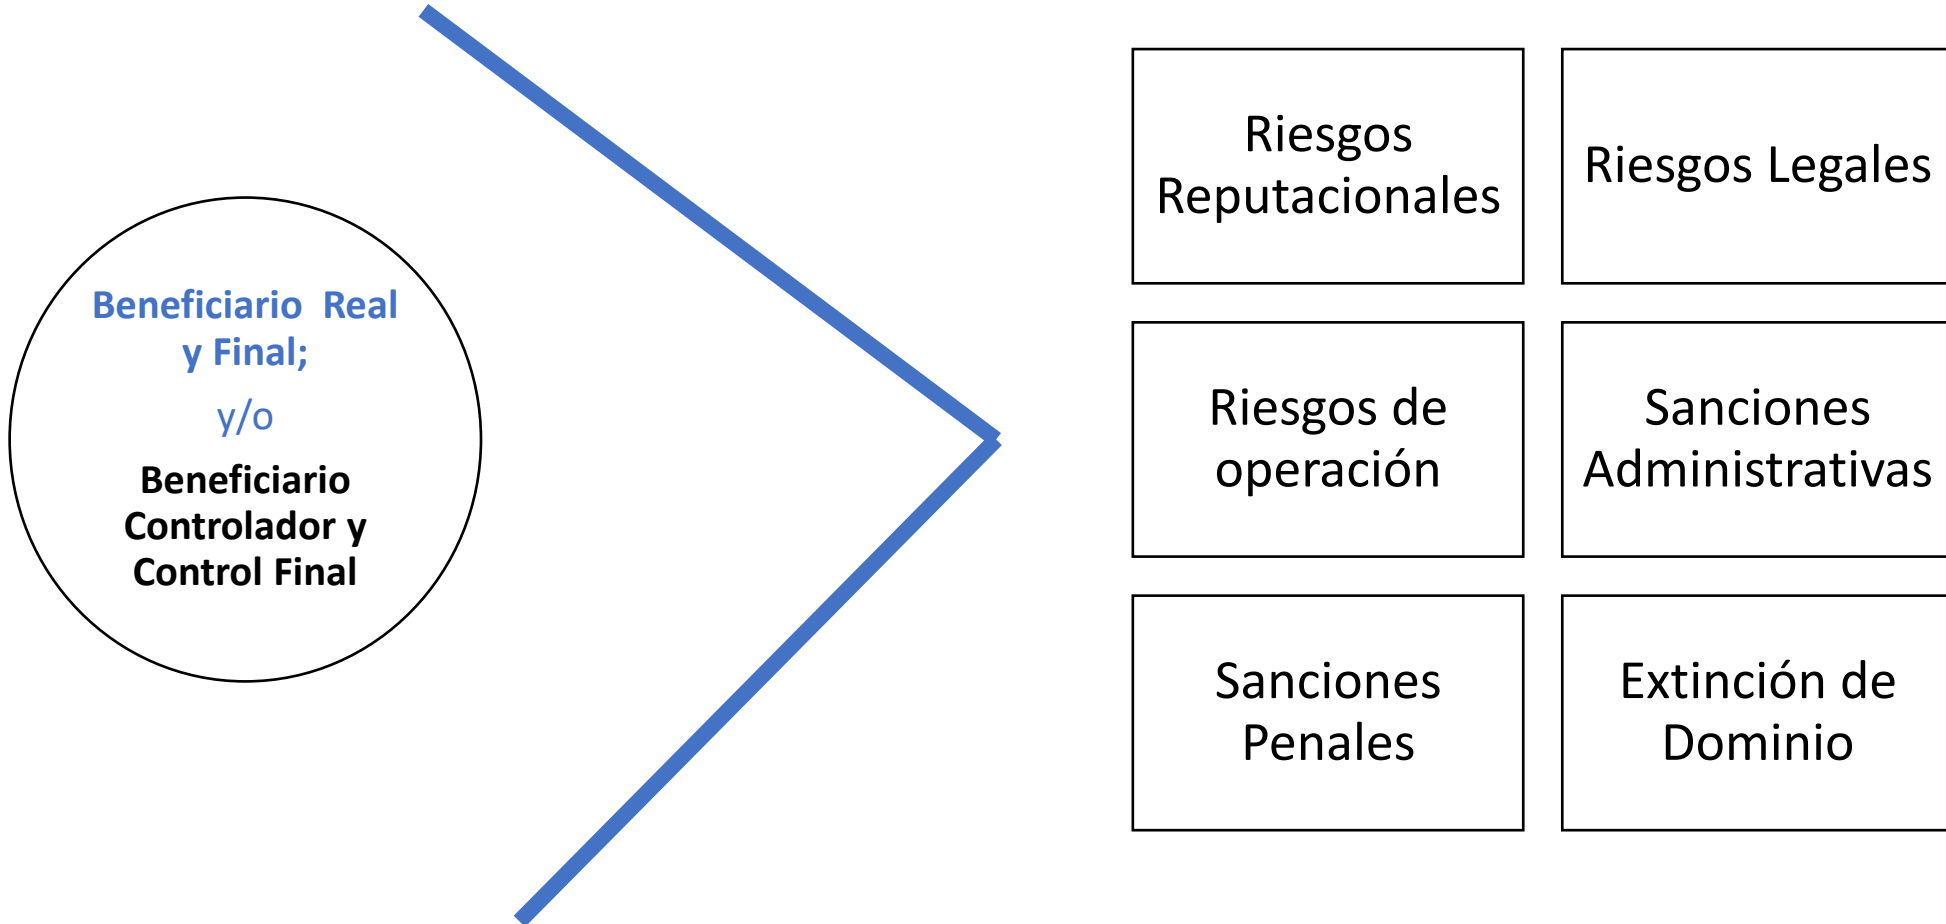 Beneficiario Real
y Final;
y/o
Beneficiario
Controlador y
Control Final
Riesgos
Reputacionales
Riesgos Legales
Riesgos de
operación
Sanciones
Administrativas
Sanciones
Penales
Extinción de
Dominio